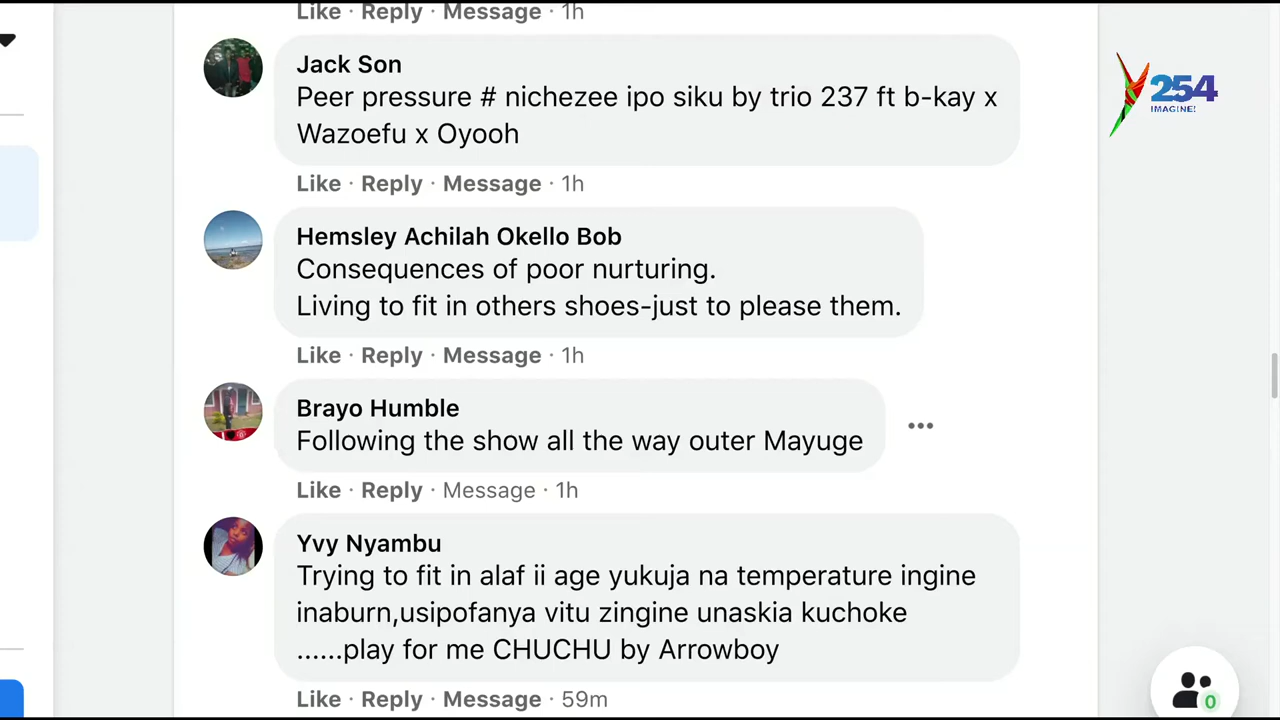 Like · Reply · Message · 1h
Jack Son
Peer pressure # nichezee ipo siku by trio 237 ft b-kay x
Wazoefu x Oyooh
Like · Reply · Message · 1h
Hemsley Achilah Okello Bob
Consequences of poor nurturing.
Living to fit in others shoes-just to please them.
Like · Reply · Message · 1h
Brayo Humble
Following the show all the way outer Mayuge
Like · Reply · Message · 1h
Yvy Nyambu
Trying to fit in alaf ii age yukuja na temperature ingine
inaburn,usipofanya vitu zingine unaskia kuchoke
......play for me CHUCHU by Arrowboy
Like · Reply · Message · 59m
Y254
IMAGINE!
0